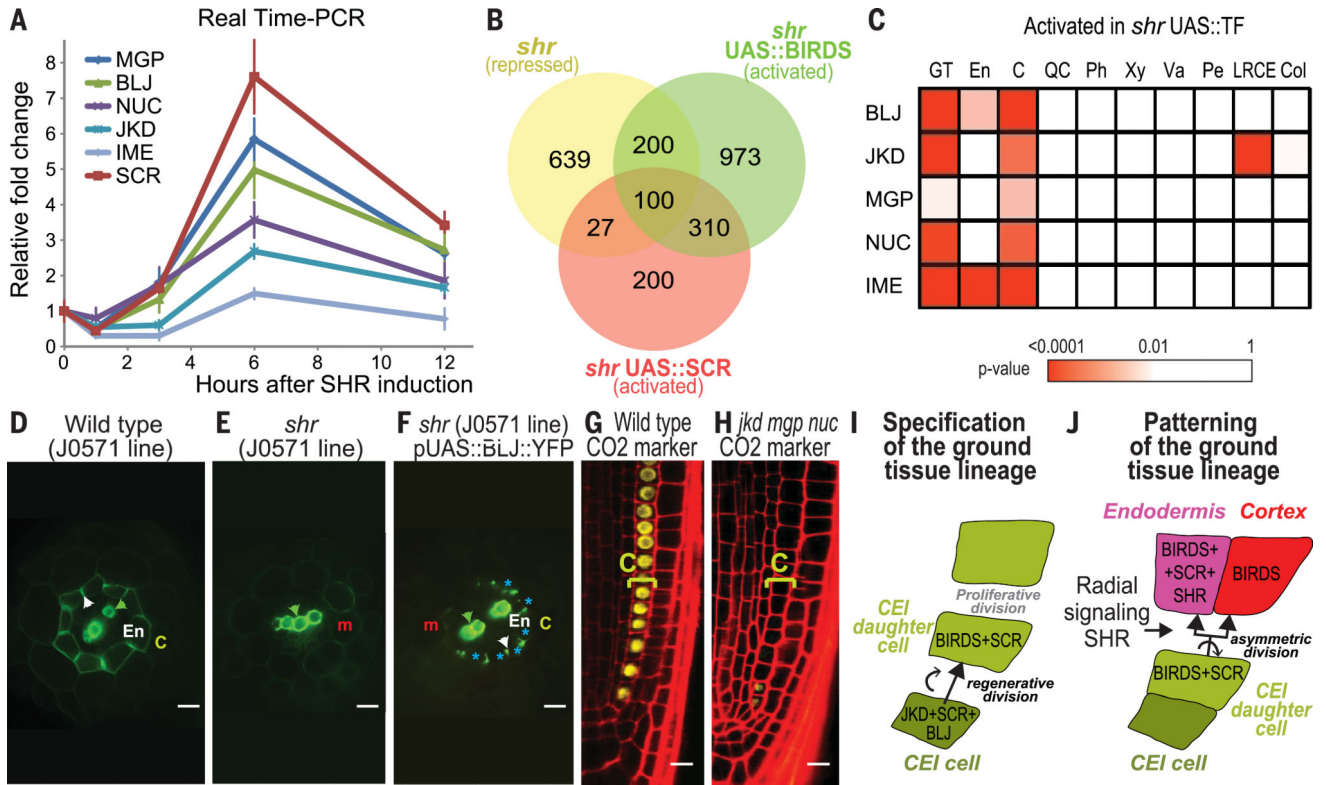 A
Real Time-PCR
Relative fold change
8
7
6
5
4
3
2
1
0
MGP
BLJ
NUC
JKD
IME
SCR
0 2 4 6 8 10 12
Hours after SHR induction
B
shr
(repressed)
shr
UAS::BIRDS
(activated)
639
200
973
100
27
310
200
shr UAS::SCR
(activated)
C
Activated in shr UAS::TF
GT En C QC Ph Xy Va Pe LRCE Col
BLJ
JKD
MGP
NUC
IME
<0.0001 0.01 1
p-value
D Wild type
(J0571 line)
En
C
E shr
(J0571 line)
m
F shr (J0571 line)
pUAS::BLJ::YFP
m
En
C
* * * * * * *
G Wild type
CO2 marker
C
H jkd mgp nuc
CO2 marker
C
I Specification
of the ground
tissue lineage
Proliferative
division
CEI
daughter
cell
BIRDS+SCR
regenerative
division
JKD+SCR+
BLJ
CEI cell
J Patterning
of the ground
tissue lineage
Endodermis Cortex
BIRDS+
+SCR+
SHR
BIRDS
Radial
signaling
SHR
asymmetric
division
BIRDS+SCR
CEI
daughter
cell
CEI cell